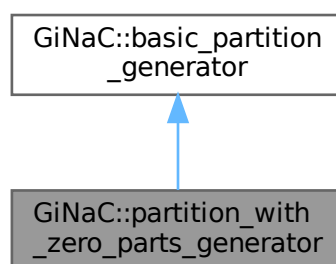 GiNaC::basic_partition
_generator
GiNaC::partition_with
_zero_parts_generator